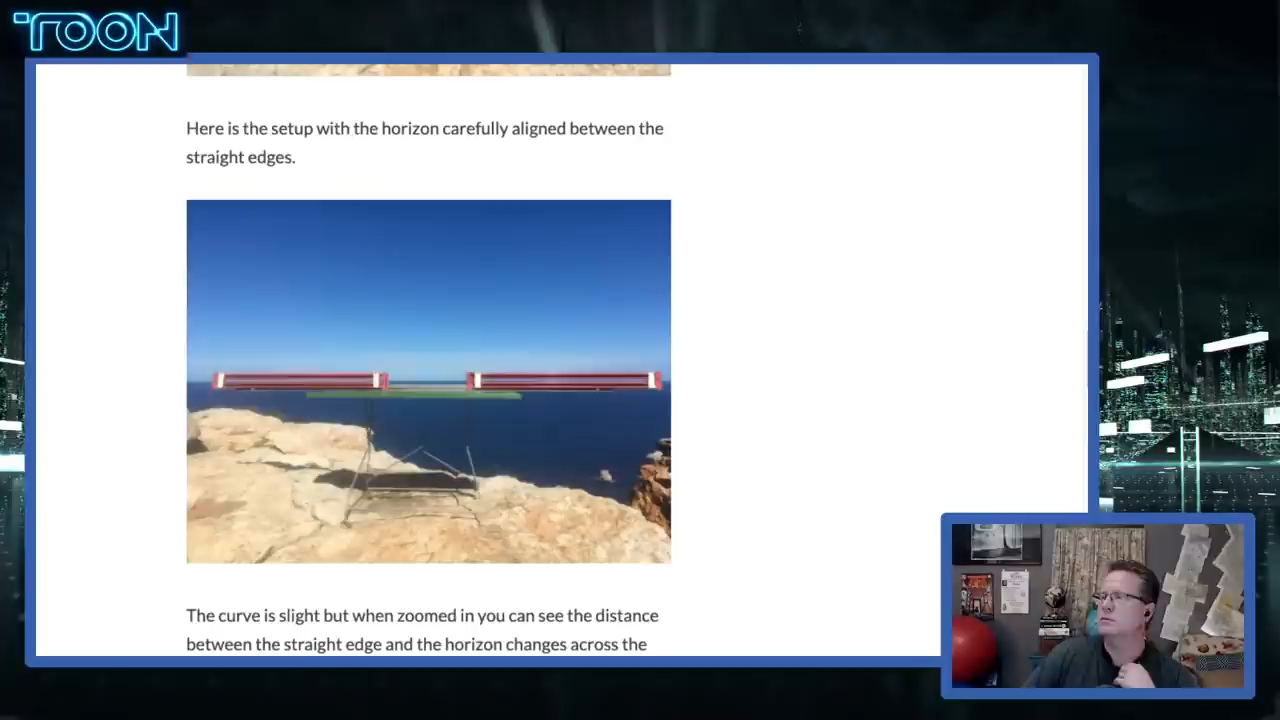 TOON
Here is the setup with the horizon carefully aligned between the
straight edges.
The curve is slight but when zoomed in you can see the distance
between the straight edge and the horizon changes across the